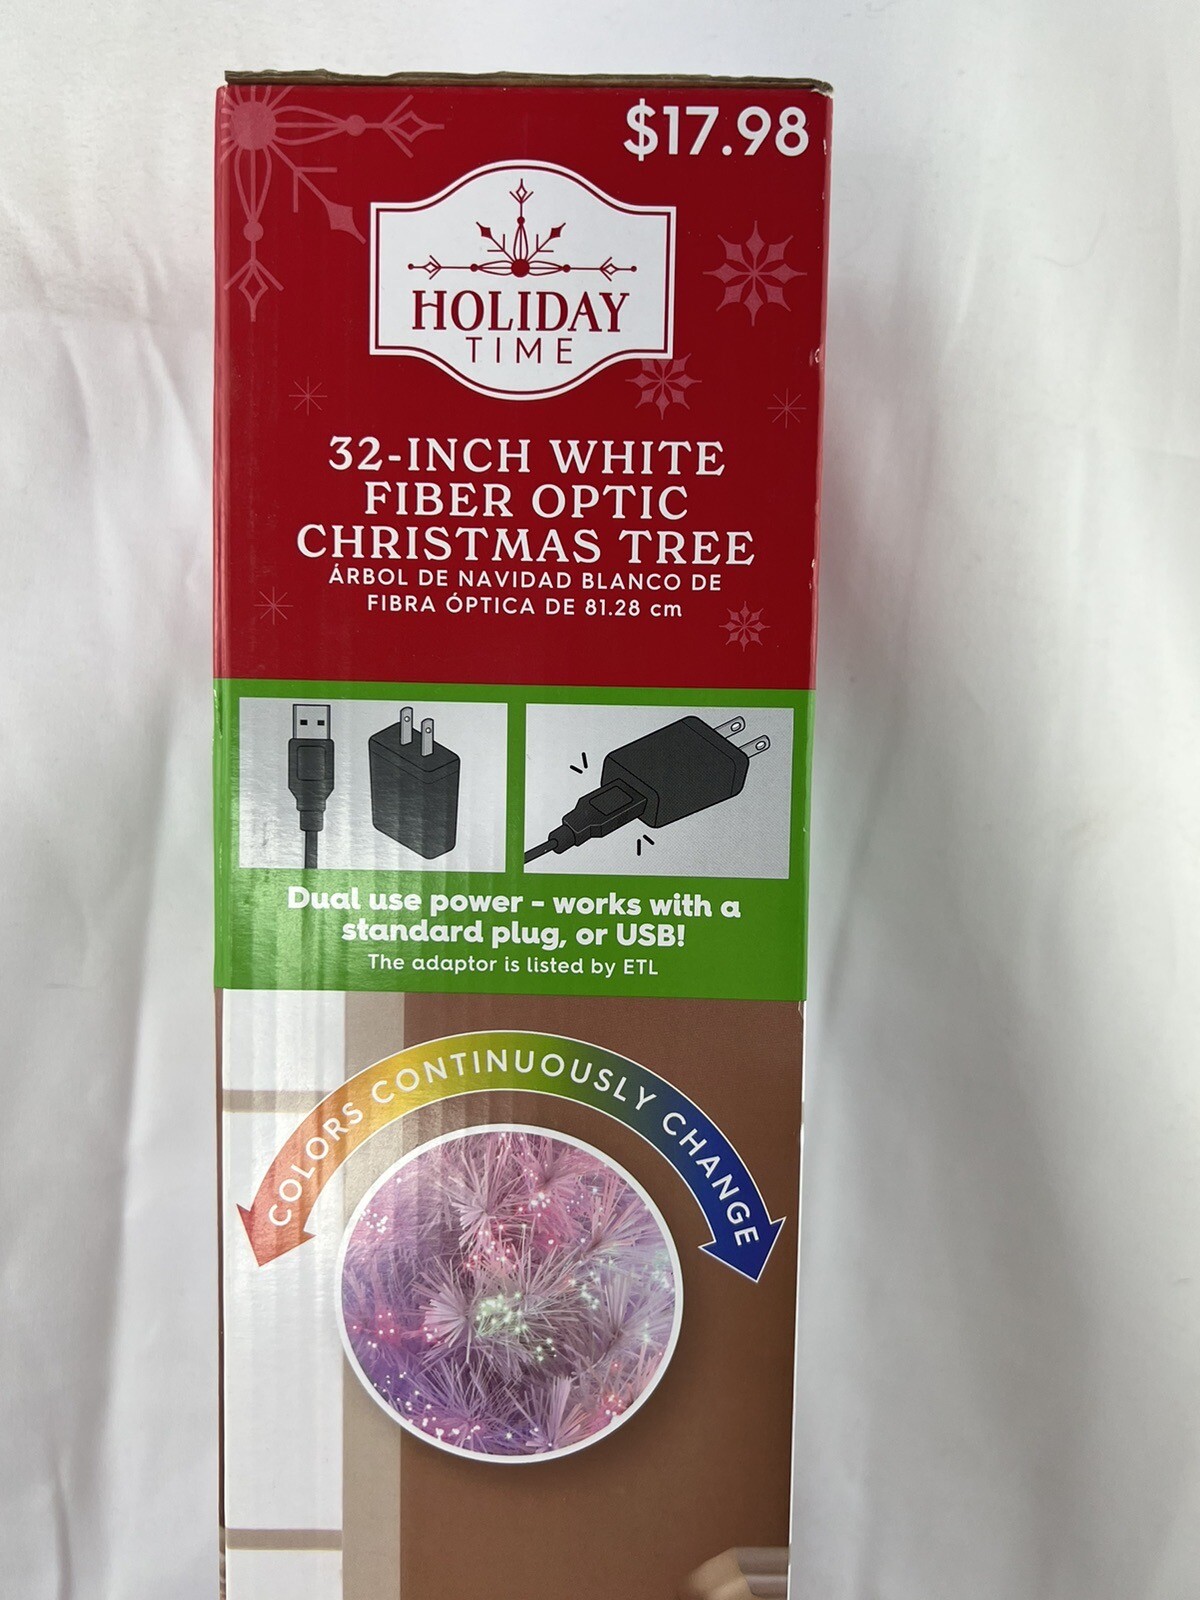 $17.98
HOLIDAY
TIME
32-INCH WHITE
FIBER OPTIC
CHRISTMAS TREE
ÁRBOL DE NAVIDAD BLANCO DE
FIBRA ÓPTICA DE 81.28 cm
Dual use power - works with a
standard plug, or USB!
The adaptor is listed by ETL
COLORS CONTINUOUSLY CHANGE